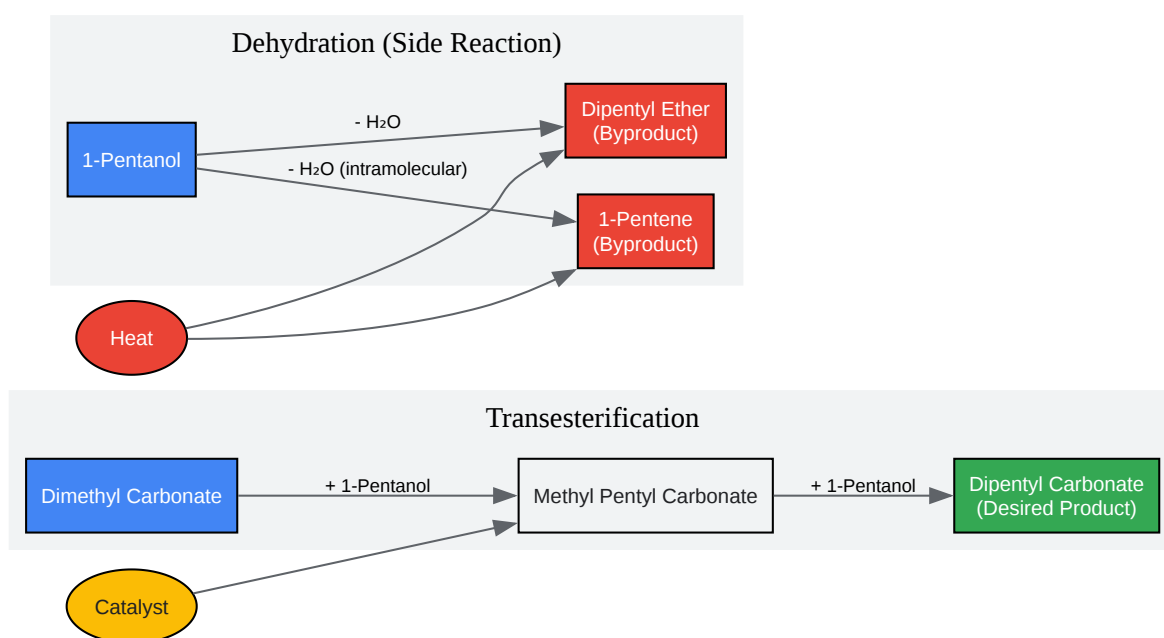 Dehydration (Side Reaction)
1-Pentanol
- H₂O
- H₂O (intramolecular)
Dipentyl Ether
(Byproduct)
1-Pentene
(Byproduct)
Heat
Transesterification
Dimethyl Carbonate
+ 1-Pentanol
Methyl Pentyl Carbonate
+ 1-Pentanol
Dipentyl Carbonate
(Desired Product)
Catalyst